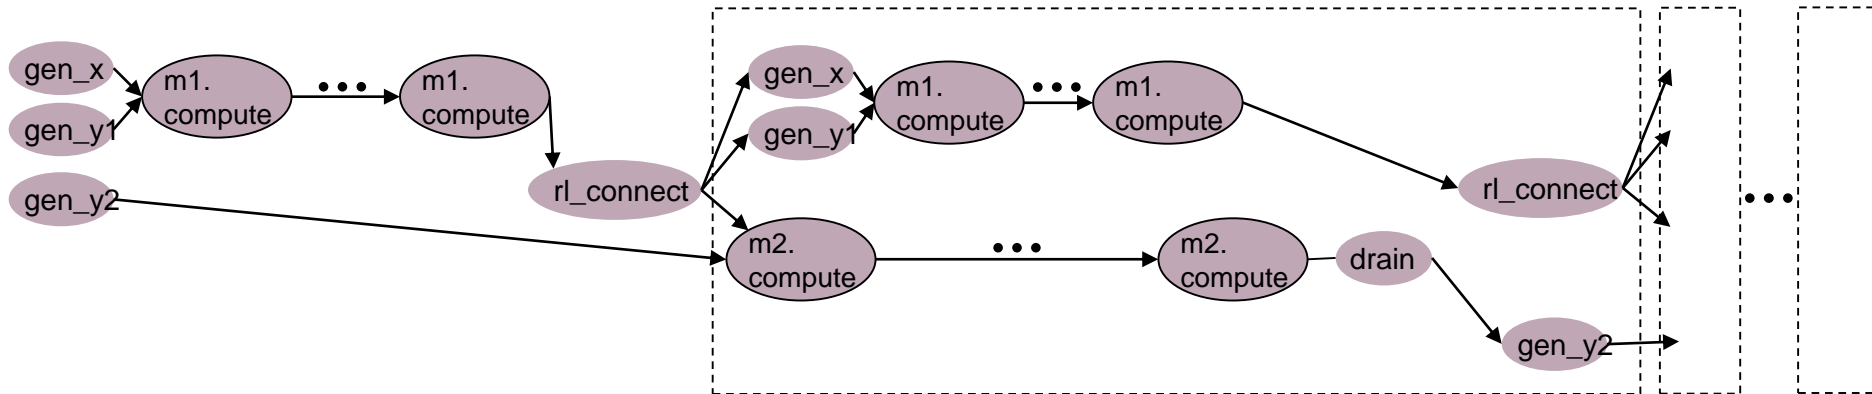 gen_x
m1.
compute
m1.
compute
gen_y1
rl_connect
gen_y2
gen_x
m1.
compute
m1.
compute
gen_y1
rl_connect
m2.
compute
m2.
compute
drain
gen_y2